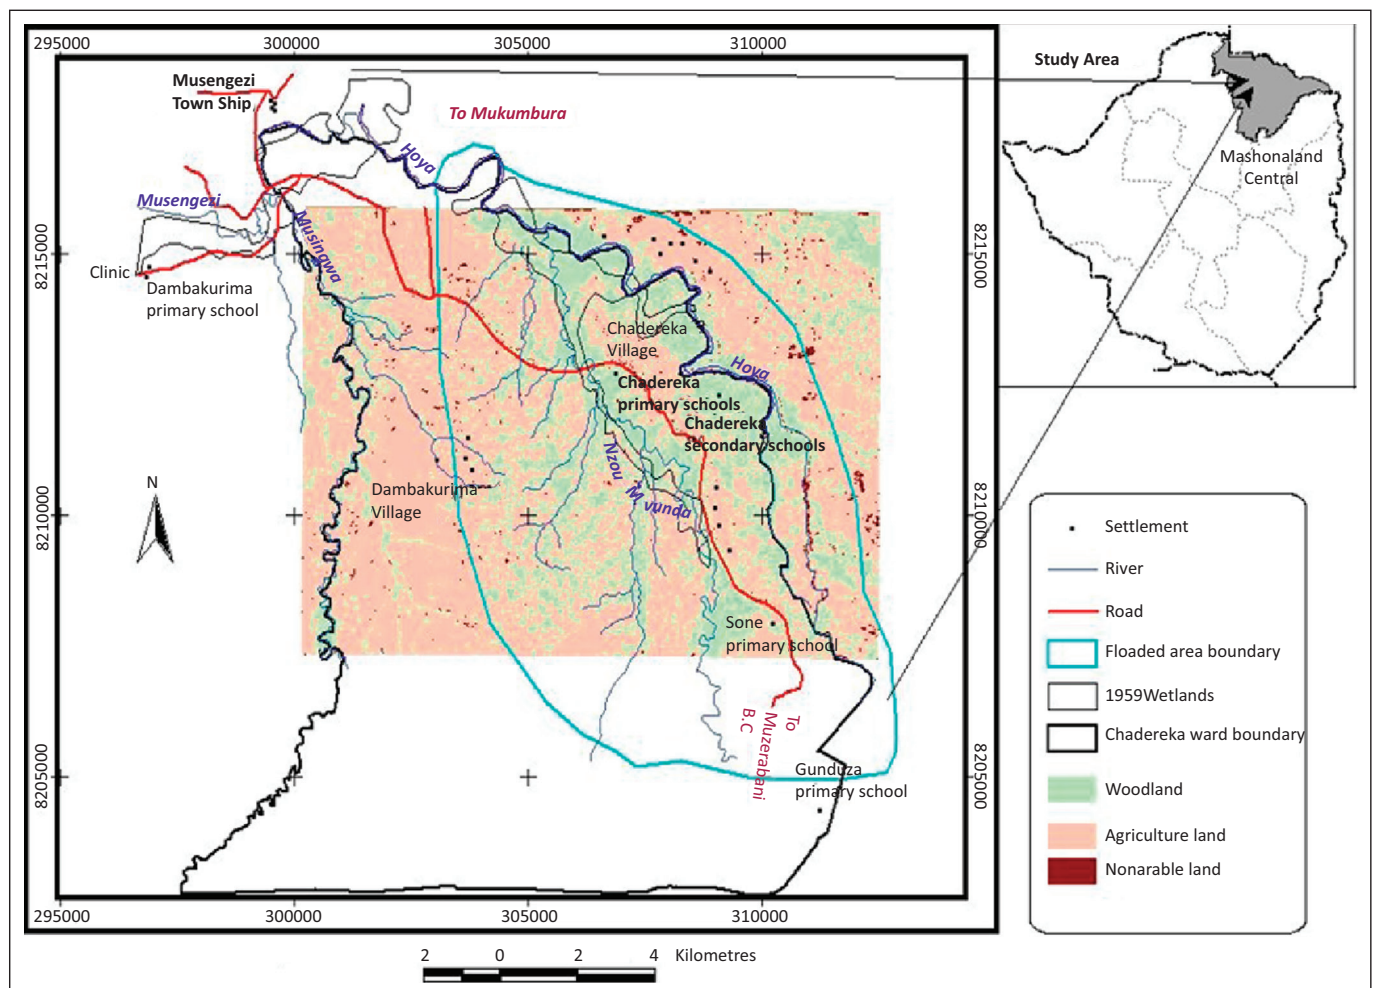 295000
300000
305000
310000
Study Area
Musengezi
Town Ship
To Mukumbura
Hoya
Mashonaland
Central
Musengezi
Musingwa
8215000
8215000
Clinic
Dambakurima
primary school
Chadereka
Village
Hoya
Chadereka
primary schools
Chadereka
secondary schools
Nzou
M vunda
Dambakurima
Village
N
8210000
8210000
Settlement
River
Road
Floaded area boundary
1959Wetlands
Chadereka ward boundary
Woodland
Agriculture land
Nonarable land
Sone
primary school
To
Muzerabani
B.C
Gunduza
primary school
8205000
8205000
295000
300000
305000
310000
2 0 2 4 Kilometres